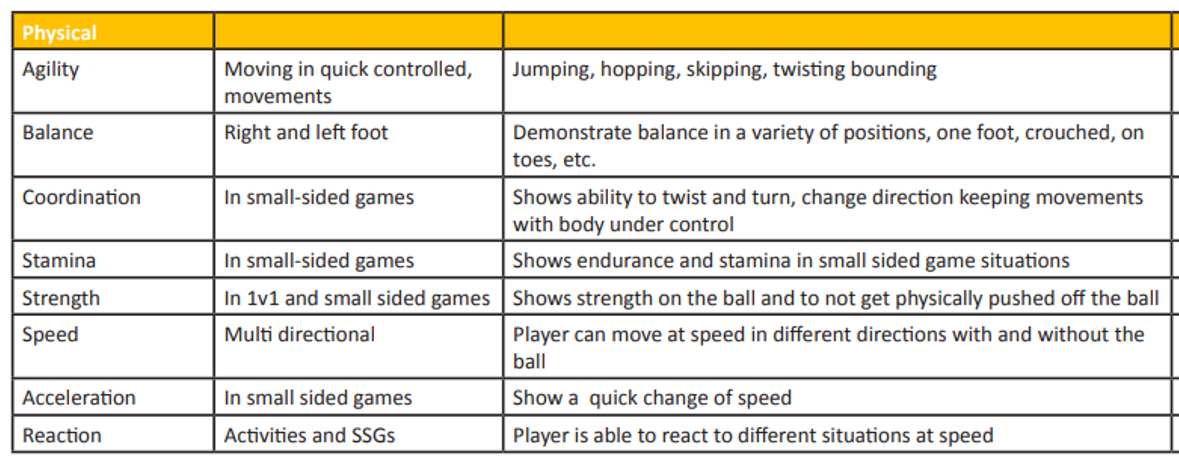 Physical
Agility Moving in quick controlled, Jumping, hopping, skipping, twisting bounding
movements
Balance Right and left foot Demonstrate balance in a variety of positions, one foot, crouched, on
toes, etc.
Coordination In small-sided games Shows ability to twist and turn, change direction keeping movements
with body under control
Stamina In small-sided games Shows endurance and stamina in small sided game situations
Strength In 1v1 and small sided games Shows strength on the ball and to not get physically pushed off the ball
Speed Multi directional Player can move at speed in different directions with and without the
ball
Acceleration In small sided games Show a  quick change of speed
Reaction Activities and SSGs Player is able to react to different situations at speed